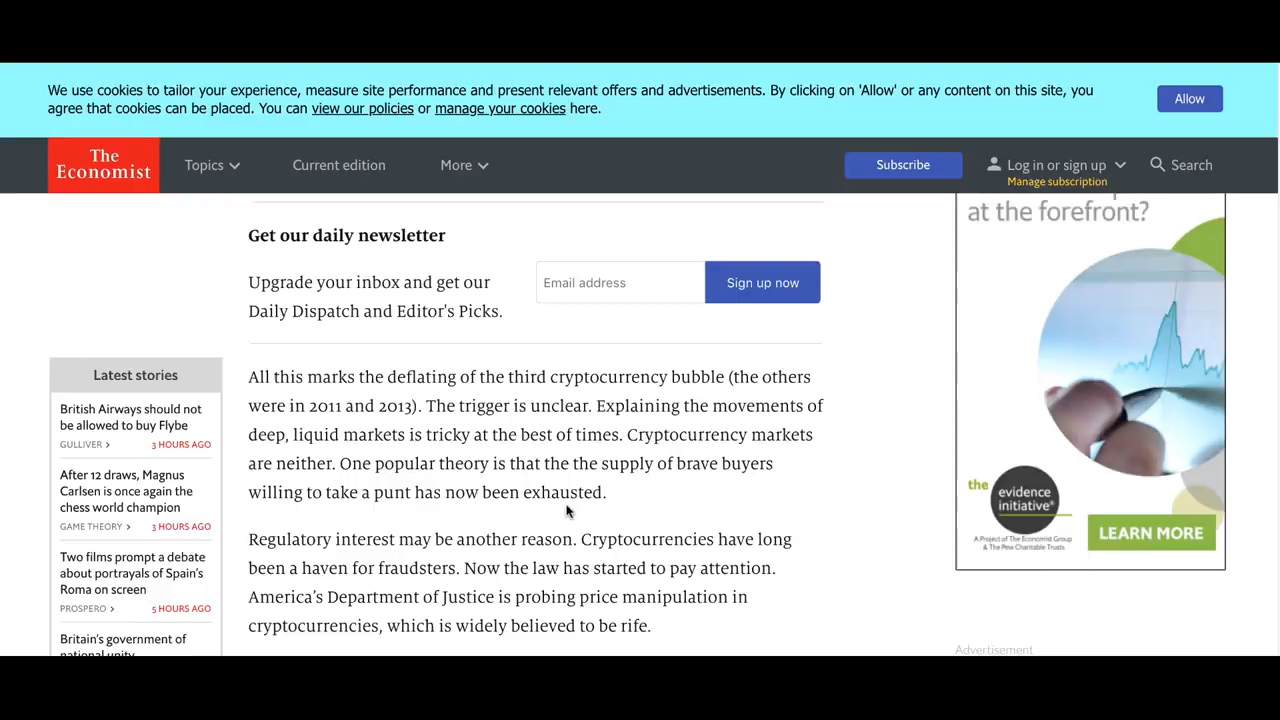 We use cookies to tailor your experience, measure site performance and present relevant offers and advertisements. By clicking on 'Allow' or any content on this site, you
agree that cookies can be placed. You can view our policies or manage your cookies here.
Allow
The
Economist
Topics
Current edition
More
Subscribe
Log in or sign up
Manage subscription
Search
at the forefront?
Get our daily newsletter
Upgrade your inbox and get our
Daily Dispatch and Editor's Picks.
Email address
Sign up now
Latest stories
British Airways should not
be allowed to buy Flybe
GULLIVER > 3 HOURS AGO
After 12 draws, Magnus
Carlsen is once again the
chess world champion
GAME THEORY > 3 HOURS AGO
Two films prompt a debate
about portrayals of Spain's
Roma on screen
PROSPERO > 5 HOURS AGO
Britain's government of
national unity
All this marks the deflating of the third cryptocurrency bubble (the others
were in 2011 and 2013). The trigger is unclear. Explaining the movements of
deep, liquid markets is tricky at the best of times. Cryptocurrency markets
are neither. One popular theory is that the the supply of brave buyers
willing to take a punt has now been exhausted.
Regulatory interest may be another reason. Cryptocurrencies have long
been a haven for fraudsters. Now the law has started to pay attention.
America's Department of Justice is probing price manipulation in
cryptocurrencies, which is widely believed to be rife.
the
evidence
initiative®
A Project of The Economist Group
& The Pew Charitable Trusts
LEARN MORE
Advertisement